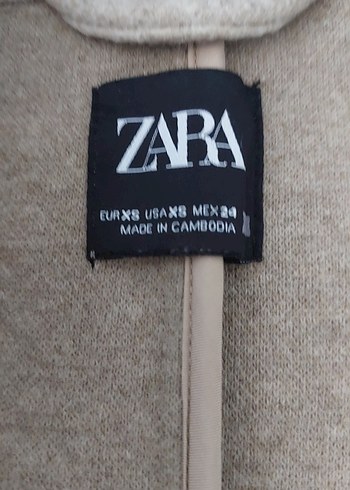 ZARA
EUR XS USA XS MEX 24
MADE IN CAMBODIA